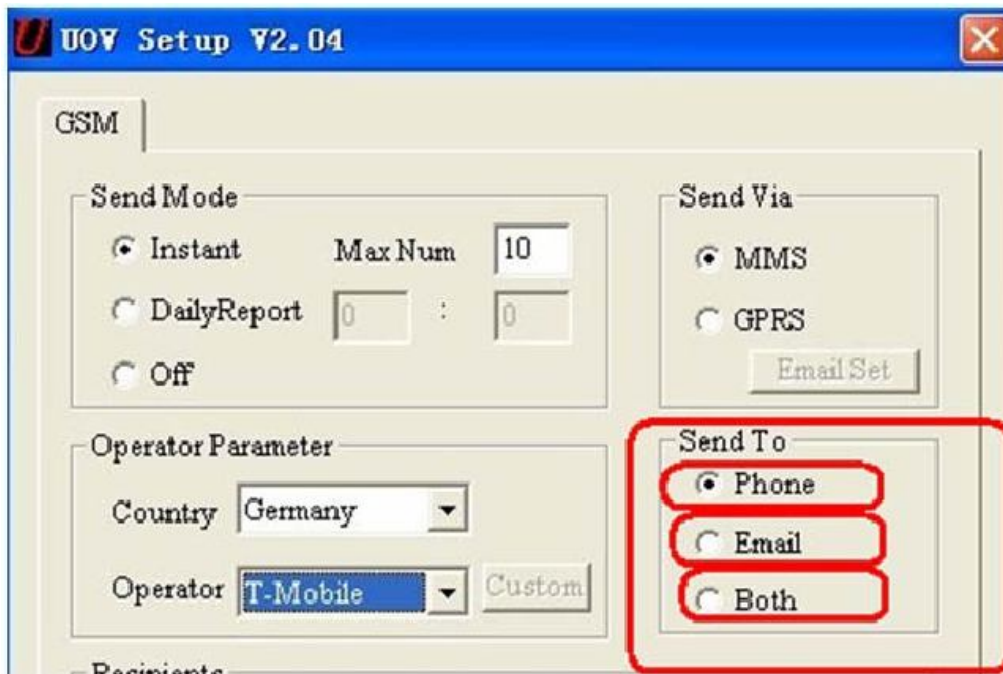 UOV Setup V2.04
GSM
Send Mode
Instant Max Num 10
DailyReport 0 : 0
Off
Send Via
MMS
GPRS
Email Set
Operator Parameter
Country Germany
Operator T-Mobile Custom
Send To
Phone
Email
Both
Recipients